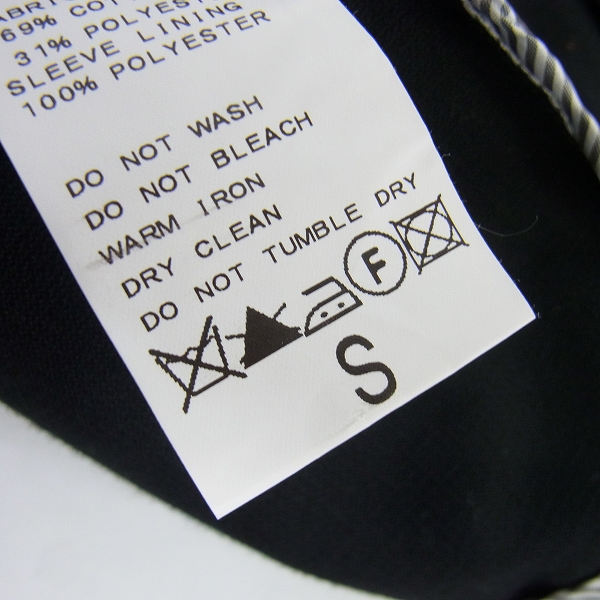 69% COT
31% POLYEST
SLEEVE LINING
100% POLYESTER
DO NOT WASH
DO NOT BLEACH
WARM IRON
DRY CLEAN
DO NOT TUMBLE DRY
F
S